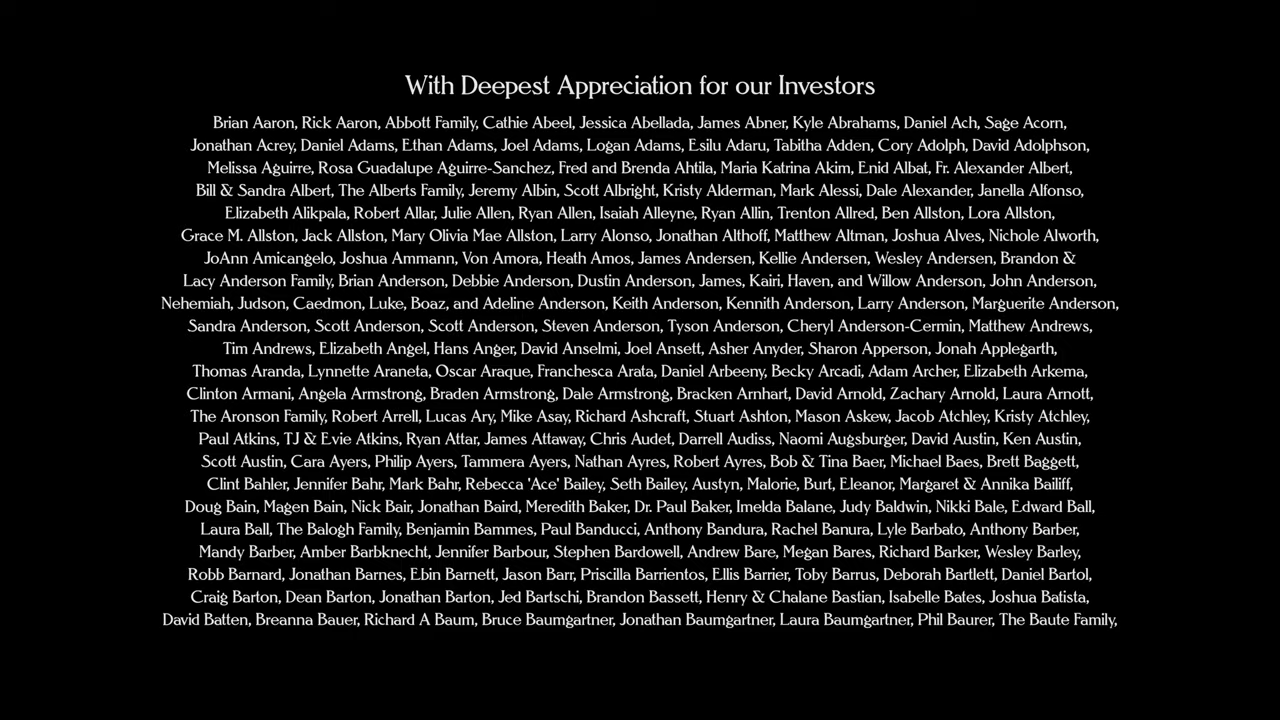 With Deepest Appreciation for our Investors
Brian Aaron, Rick Aaron, Abbott Family, Cathie Abeel, Jessica Abellada, James Abner, Kyle Abrahams, Daniel Ach, Sage Acorn,
Jonathan Acrey, Daniel Adams, Ethan Adams, Joel Adams, Logan Adams, Esilu Adaru, Tabitha Adden, Cory Adolph, David Adolphson,
Melissa Aguirre, Rosa Guadalupe Aguirre-Sanchez, Fred and Brenda Ahtila, Maria Katrina Akim, Enid Albat, Fr. Alexander Albert,
Bill & Sandra Albert, The Alberts Family, Jeremy Albin, Scott Albright, Kristy Alderman, Mark Alessi, Dale Alexander, Janella Alfonso,
Elizabeth Alikpala, Robert Allar, Julie Allen, Ryan Allen, Isaiah Alleyne, Ryan Allin, Trenton Allred, Ben Allston, Lora Allston,
Grace M. Allston, Jack Allston, Mary Olivia Mae Allston, Larry Alonso, Jonathan Althoff, Matthew Altman, Joshua Alves, Nichole Alworth,
JoAnn Amicangelo, Joshua Ammann, Von Amora, Heath Amos, James Andersen, Kellie Andersen, Wesley Andersen, Brandon &
Lacy Anderson Family, Brian Anderson, Debbie Anderson, Dustin Anderson, James, Kairi, Haven, and Willow Anderson, John Anderson,
Nehemiah, Judson, Caedmon, Luke, Boaz, and Adeline Anderson, Keith Anderson, Kennith Anderson, Larry Anderson, Marguerite Anderson,
Sandra Anderson, Scott Anderson, Scott Anderson, Steven Anderson, Tyson Anderson, Cheryl Anderson-Cermin, Matthew Andrews,
Tim Andrews, Elizabeth Angel, Hans Anger, David Anselmi, Joel Ansett, Asher Anyder, Sharon Apperson, Jonah Applegarth,
Thomas Aranda, Lynnette Araneta, Oscar Araque, Franchesca Arata, Daniel Arbeeny, Becky Arcadi, Adam Archer, Elizabeth Arkema,
Clinton Armani, Angela Armstrong, Braden Armstrong, Dale Armstrong, Bracken Arnhart, David Arnold, Zachary Arnold, Laura Arnott,
The Aronson Family, Robert Arrell, Lucas Ary, Mike Asay, Richard Ashcraft, Stuart Ashton, Mason Askew, Jacob Atchley, Kristy Atchley,
Paul Atkins, TJ & Evie Atkins, Ryan Attar, James Attaway, Chris Audet, Darrell Audiss, Naomi Augsburger, David Austin, Ken Austin,
Scott Austin, Cara Ayers, Philip Ayers, Tammera Ayers, Nathan Ayres, Robert Ayres, Bob & Tina Baer, Michael Baes, Brett Baggett,
Clint Bahler, Jennifer Bahr, Mark Bahr, Rebecca 'Ace' Bailey, Seth Bailey, Austyn, Malorie, Burt, Eleanor, Margaret & Annika Bailiff,
Doug Bain, Magen Bain, Nick Bair, Jonathan Baird, Meredith Baker, Dr. Paul Baker, Imelda Balane, Judy Baldwin, Nikki Bale, Edward Ball,
Laura Ball, The Balogh Family, Benjamin Bammes, Paul Banducci, Anthony Bandura, Rachel Banura, Lyle Barbato, Anthony Barber,
Mandy Barber, Amber Barbknecht, Jennifer Barbour, Stephen Bardowell, Andrew Bare, Megan Bares, Richard Barker, Wesley Barley,
Robb Barnard, Jonathan Barnes, Ebin Barnett, Jason Barr, Priscilla Barrientos, Ellis Barrier, Toby Barrus, Deborah Bartlett, Daniel Bartol,
Craig Barton, Dean Barton, Jonathan Barton, Jed Bartschi, Brandon Bassett, Henry & Chalane Bastian, Isabelle Bates, Joshua Batista,
David Batten, Breanna Bauer, Richard A Baum, Bruce Baumgartner, Jonathan Baumgartner, Laura Baumgartner, Phil Baurer, The Baute Family,